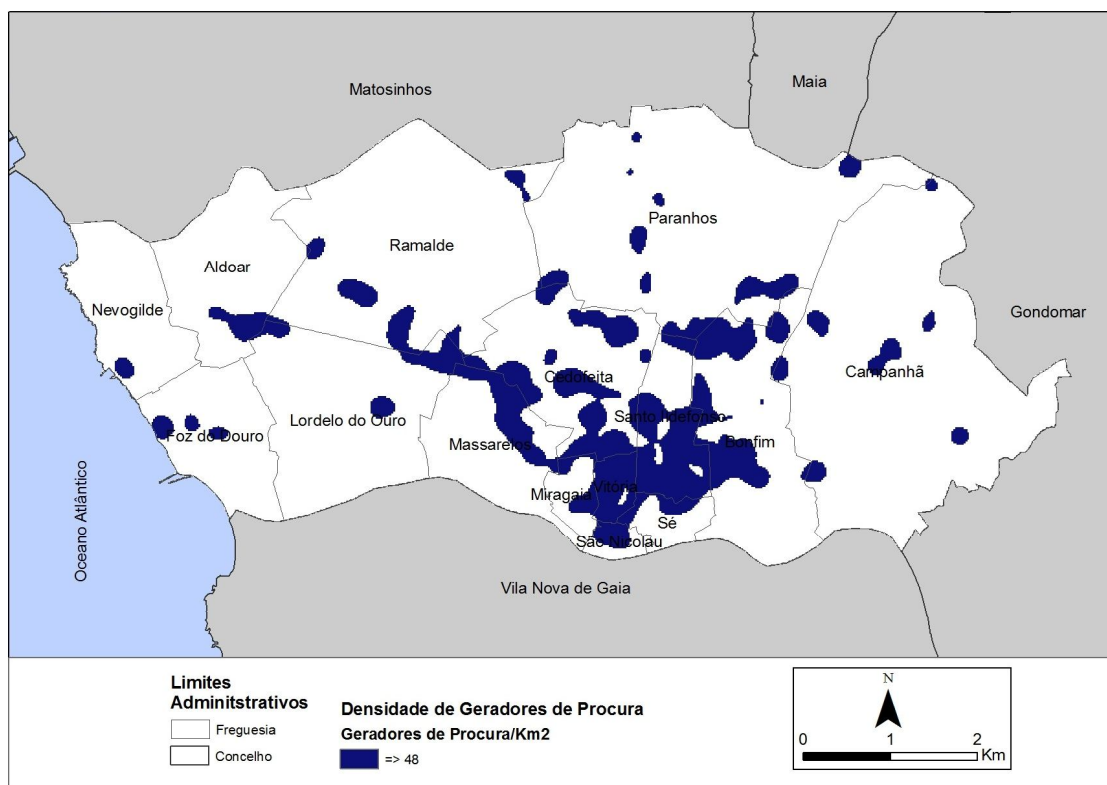 Matosinhos
Maia
Paranhos
Ramalde
Aldoar
Nevogilde
Gondomar
Campanhã
Cedofeita
Santo Ildefonso
Lordelo do Ouro
Foz do Douro
Massarelos
Bonfim
Vitória
Miragaia
Sé
São Nicolau
Oceano Atlântico
Vila Nova de Gaia
Limites
Adminitstrativos
Freguesia
Concelho
Densidade de Geradores de Procura
Geradores de Procura/Km2
=> 48
N
0 1 2
Km